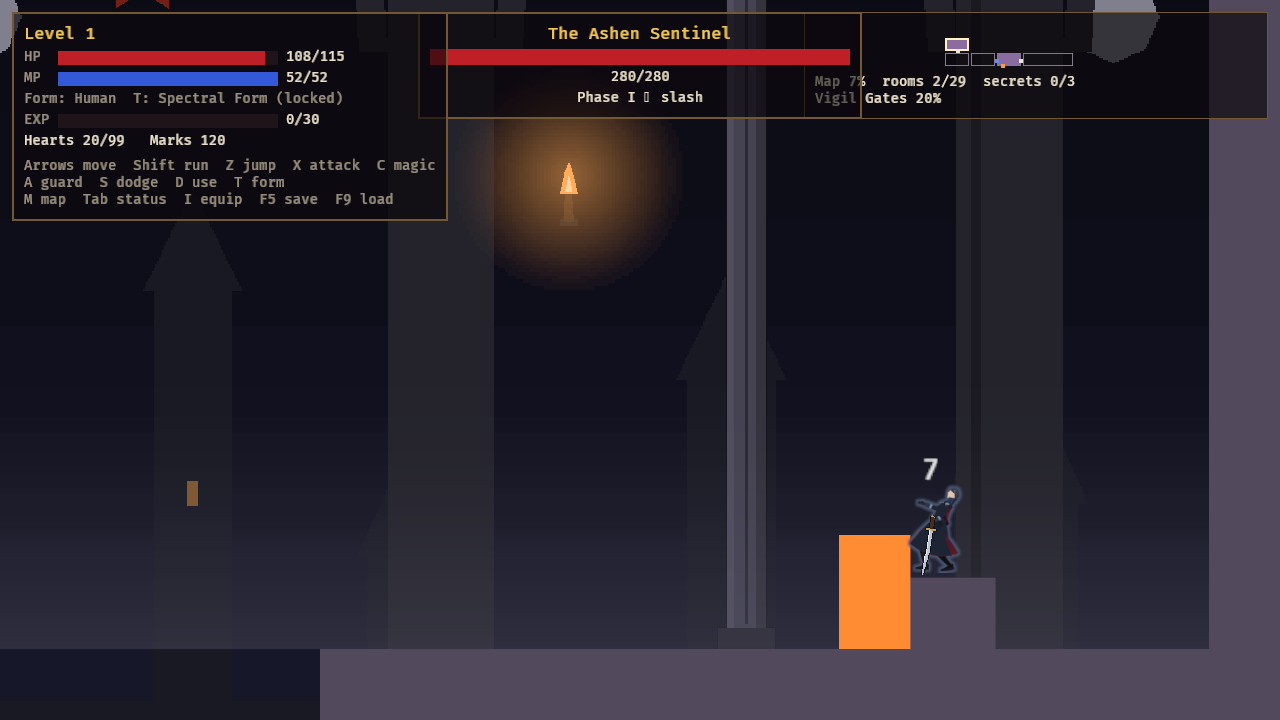 Level 1
HP 108/115
MP 52/52
Form: Human T: Spectral Form (locked)
EXP 0/30
Hearts 20/99 Marks 120
Arrows move Shift run Z jump X attack C magic
A guard S dodge D use T form
M map Tab status I equip F5 save F9 load
The Ashen Sentinel
280/280
Phase I ▯ slash
Map 7% rooms 2/29 secrets 0/3
Vigil Gates 20%
7